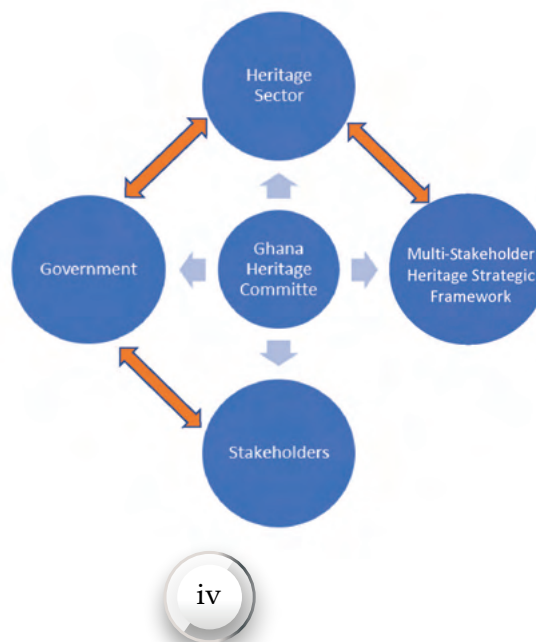 Heritage
Sector
Government
Ghana
Heritage
Committe
Multi-Stakeholder
Heritage Strategic
Framework
Stakeholders
iv